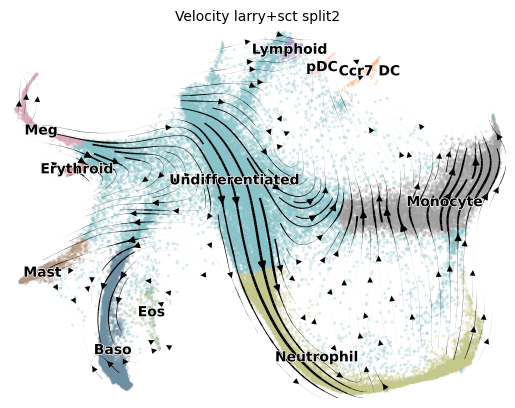 Velocity larry+sct split2
Lymphoid
pDC
Ccr7 DC
Meg
Erythroid
Undifferentiated
Monocyte
Mast
Eos
Baso
Neutrophil